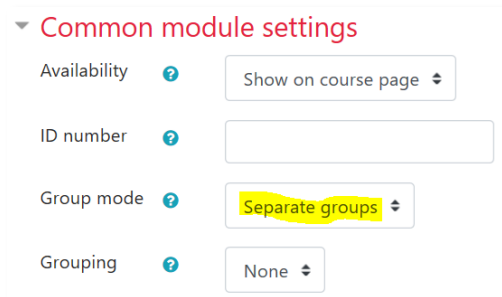 Common module settings
Availability Show on course page
ID number
Group mode Separate groups
Grouping None